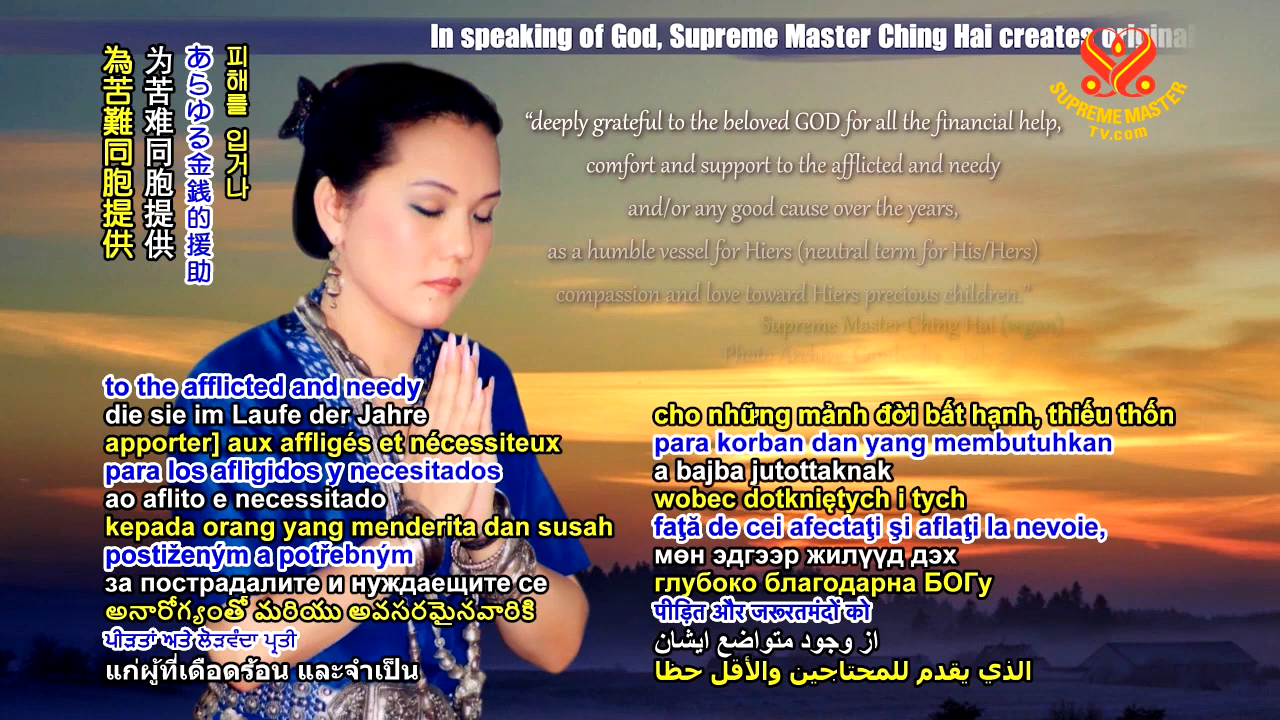 In speaking of God, Supreme Master Ching Hai creates original
SUPREME MASTER
TV.com
“deeply grateful to the beloved GOD for all the financial help,
comfort and support to the afflicted and needy
and/or any good cause over the years,
as a humble vessel for Hiers (neutral term for His/Hers)
compassion and love toward Hiers precious children.”
Supreme Master Ching Hai (vegan)
피해를 입거나
あらゆる金銭的援助
为苦难同胞提供
為苦難同胞提供
to the afflicted and needy
die sie im Laufe der Jahre
apporter] aux affligés et nécessiteux
para los afligidos y necesitados
ao aflito e necessitado
kepada orang yang menderita dan susah
postiženým a potřebným
за пострадалите и нуждаещите се
అనారోగ్యంతో మరియు అవసరమైనవారికి
ਪੀੜਤਾਂ ਅਤੇ ਲੋੜਵੰਦਾ ਪ੍ਰਤੀ
แก่ผู้ที่เดือดร้อน และจำเป็น
cho những mảnh đời bất hạnh, thiếu thốn
para korban dan yang membutuhkan
a bajba jutottaknak
wobec dotkniętych i tych
faţă de cei afectaţi şi aflaţi la nevoie,
мөн эдгээр жилүүд дэх
глубоко благодарна БОГу
पीड़ित और जरूरतमंदों को
از وجود متواضع ایشان
الذي يقدم للمحتاجين والأقل حظا